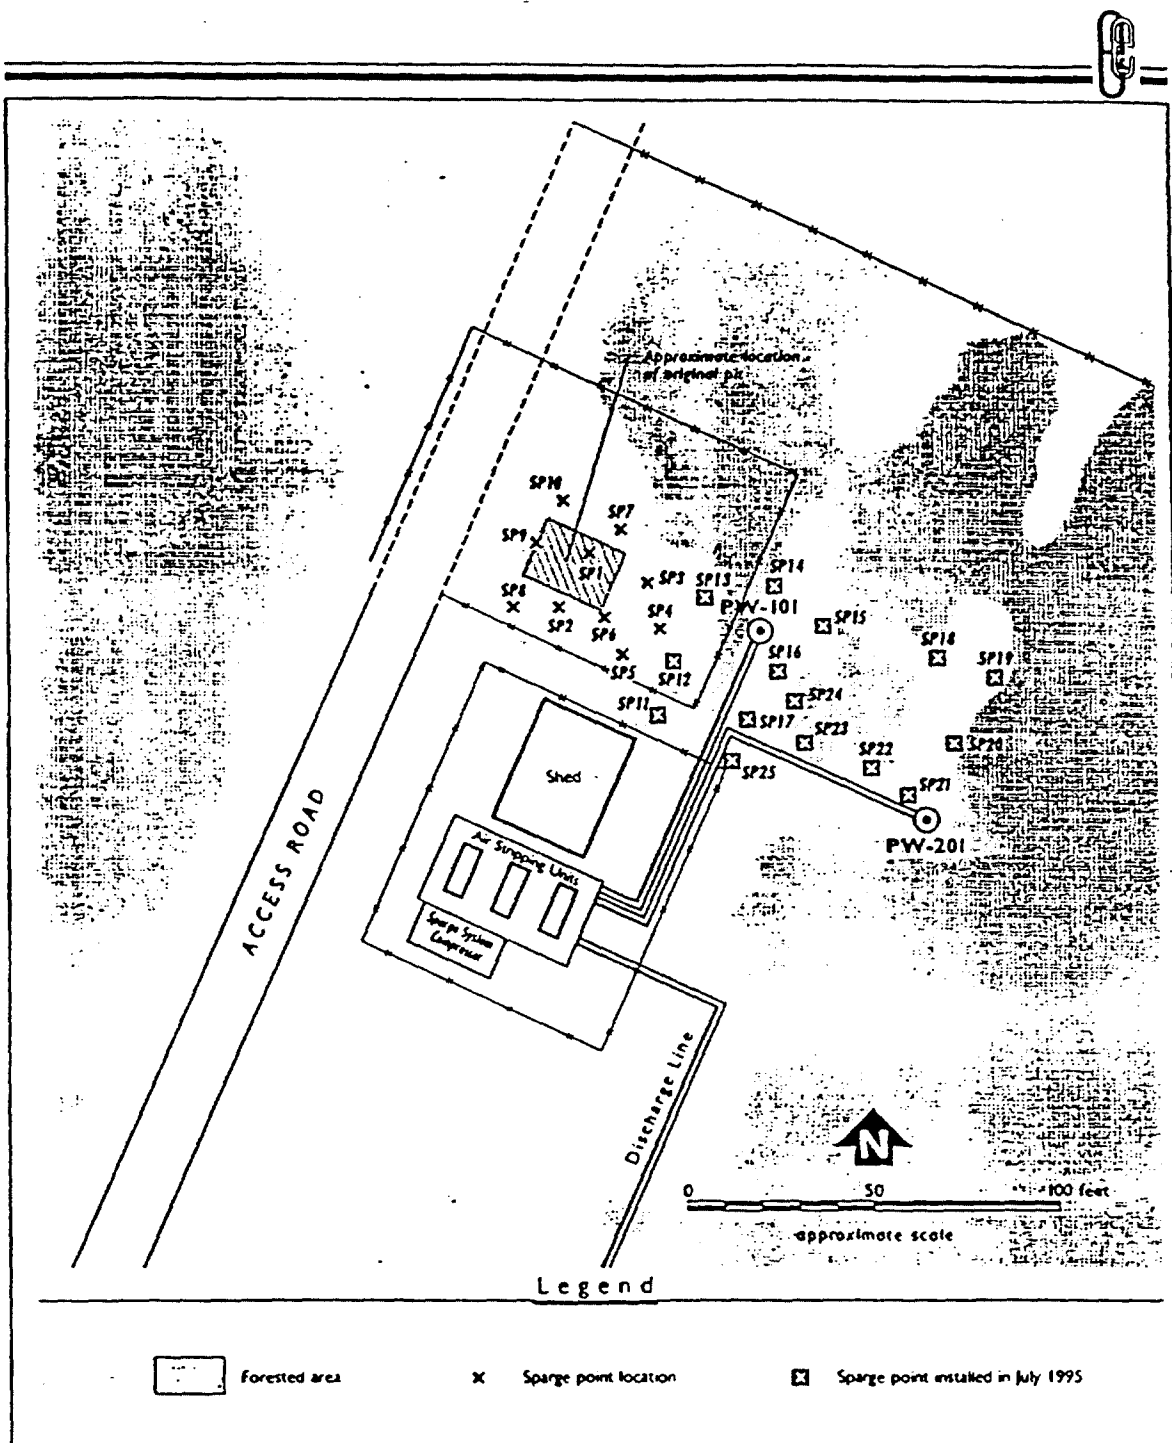 Approximate location
of original pit
SP10
SP7
SP9
SP1
SP3
SP13
SP14
SP8
SP2
SP6
SP4
PW-101
SP15
SP5
SP12
SP16
SP18
SP19
SP11
SP24
SP17
SP23
SP25
SP22
SP20
SP21
PW-201
Shed
Air Stripping Units
Sparge System
Compressor
ACCESS ROAD
Discharge Line
N
0 50 100 feet
approximate scale
Legend
Forested area
Sparge point location
Sparge point installed in July 1995